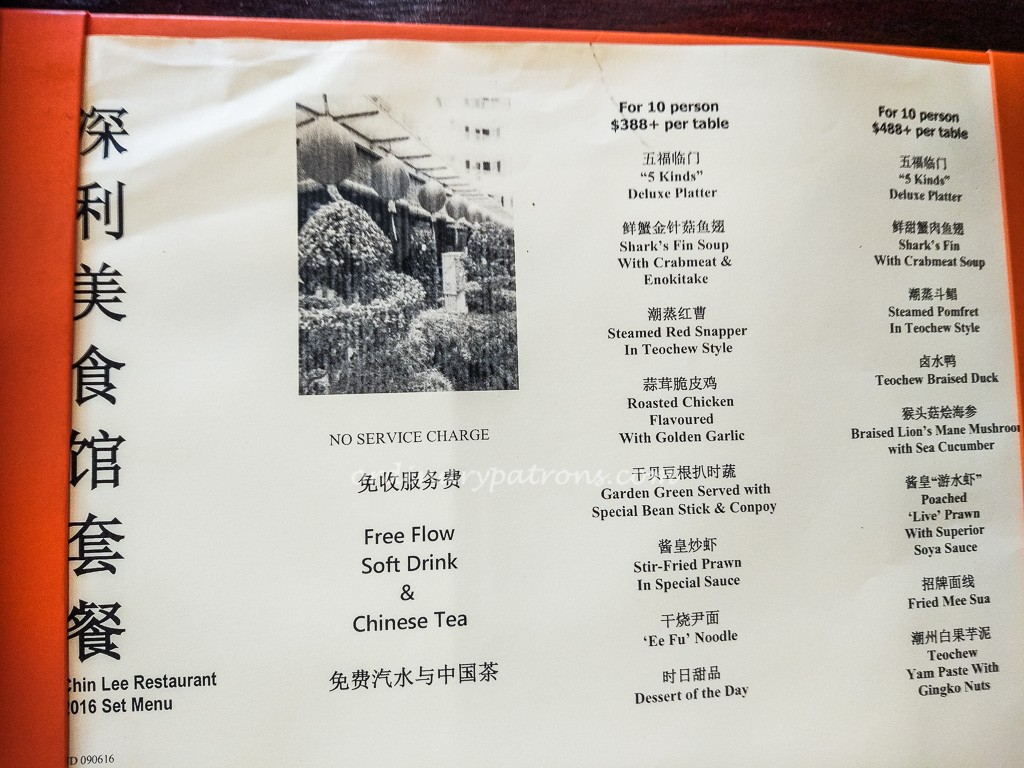 深利美食馆套餐
Chin Lee Restaurant
2016 Set Menu
D 090616
NO SERVICE CHARGE
免收服务费
Free Flow
Soft Drink
&
Chinese Tea
免费汽水与中国茶
For 10 person
$388+ per table
五福临门
“5 Kinds”
Deluxe Platter
鲜蟹金针菇鱼翅
Shark’s Fin Soup
With Crabmeat &
Enokitake
潮蒸红曹
Steamed Red Snapper
In Teochew Style
蒜茸脆皮鸡
Roasted Chicken
Flavoured
With Golden Garlic
干贝豆根扒时蔬
Garden Green Served with
Special Bean Stick & Conpoy
酱皇炒虾
Stir-Fried Prawn
In Special Sauce
干烧尹面
‘Ee Fu’ Noodle
时日甜品
Dessert of the Day
For 10 person
$488+ per table
五福临门
“5 Kinds”
Deluxe Platter
鲜甜蟹肉鱼翅
Shark’s Fin
With Crabmeat Soup
潮蒸斗鲳
Steamed Pomfret
In Teochew Style
卤水鸭
Teochew Braised Duck
猴头菇烩海参
Braised Lion’s Mane Mushroom
with Sea Cucumber
酱皇“游水虾”
Poached
‘Live’ Prawn
With Superior
Soya Sauce
招牌面线
Fried Mee Sua
潮州白果芋泥
Teochew
Yam Paste With
Gingko Nuts